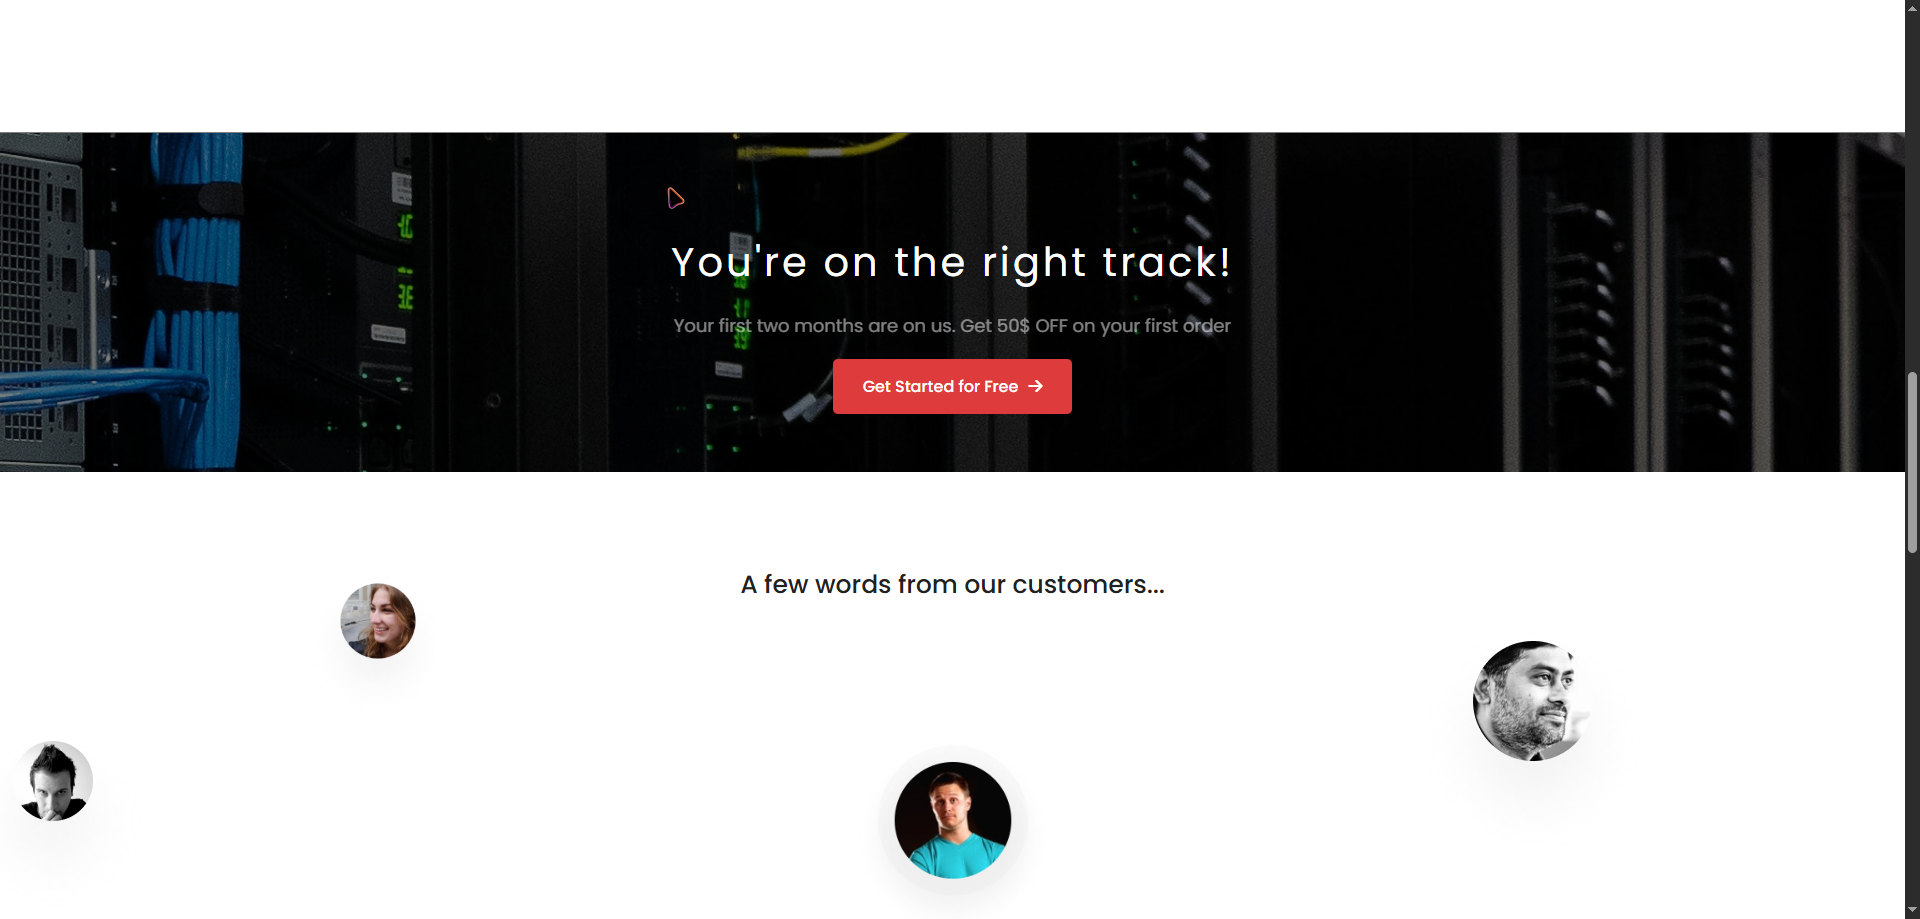 You're on the right track!
Your first two months are on us. Get 50$ OFF on your first order
Get Started for Free
A few words from our customers...